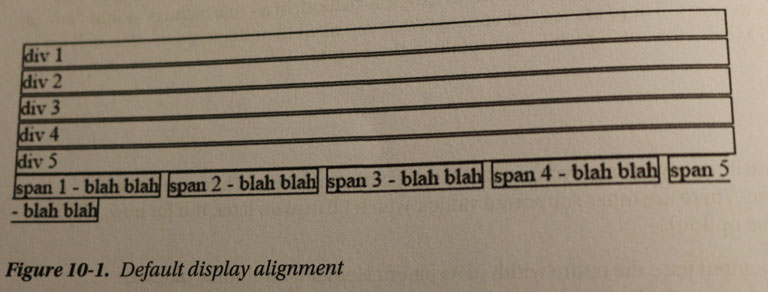 div 1
div 2
div 3
div 4
div 5
span 1 - blah blah span 2 - blah blah span 3 - blah blah span 4 - blah blah span 5
- blah blah
Figure 10-1. Default display alignment